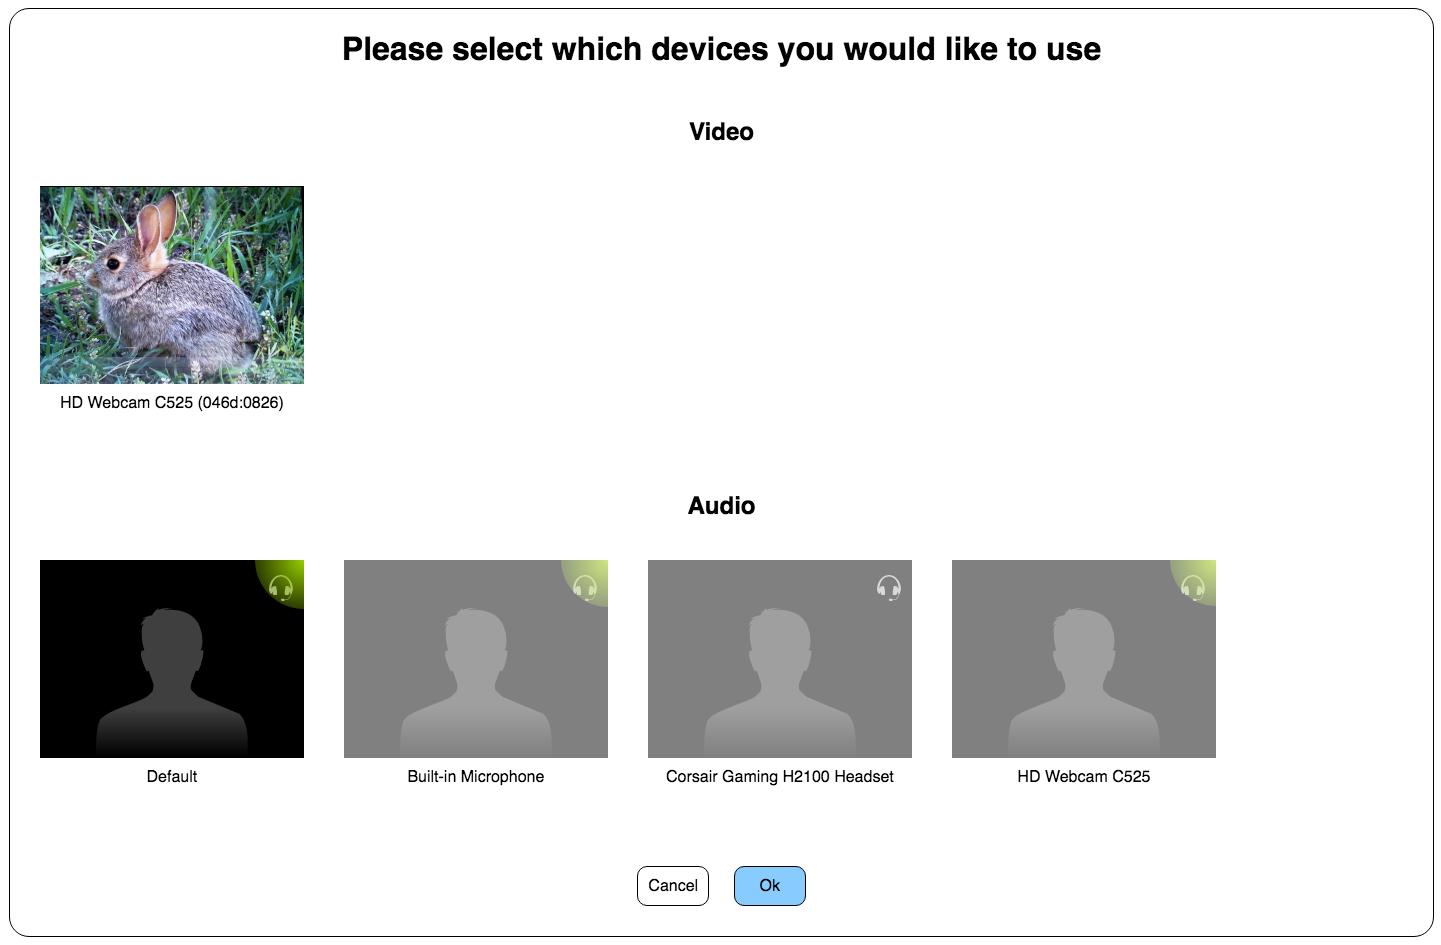 Please select which devices you would like to use
Video
HD Webcam C525 (046d:0826)
Audio
Default
Built-in Microphone
Corsair Gaming H2100 Headset
HD Webcam C525
Cancel
Ok